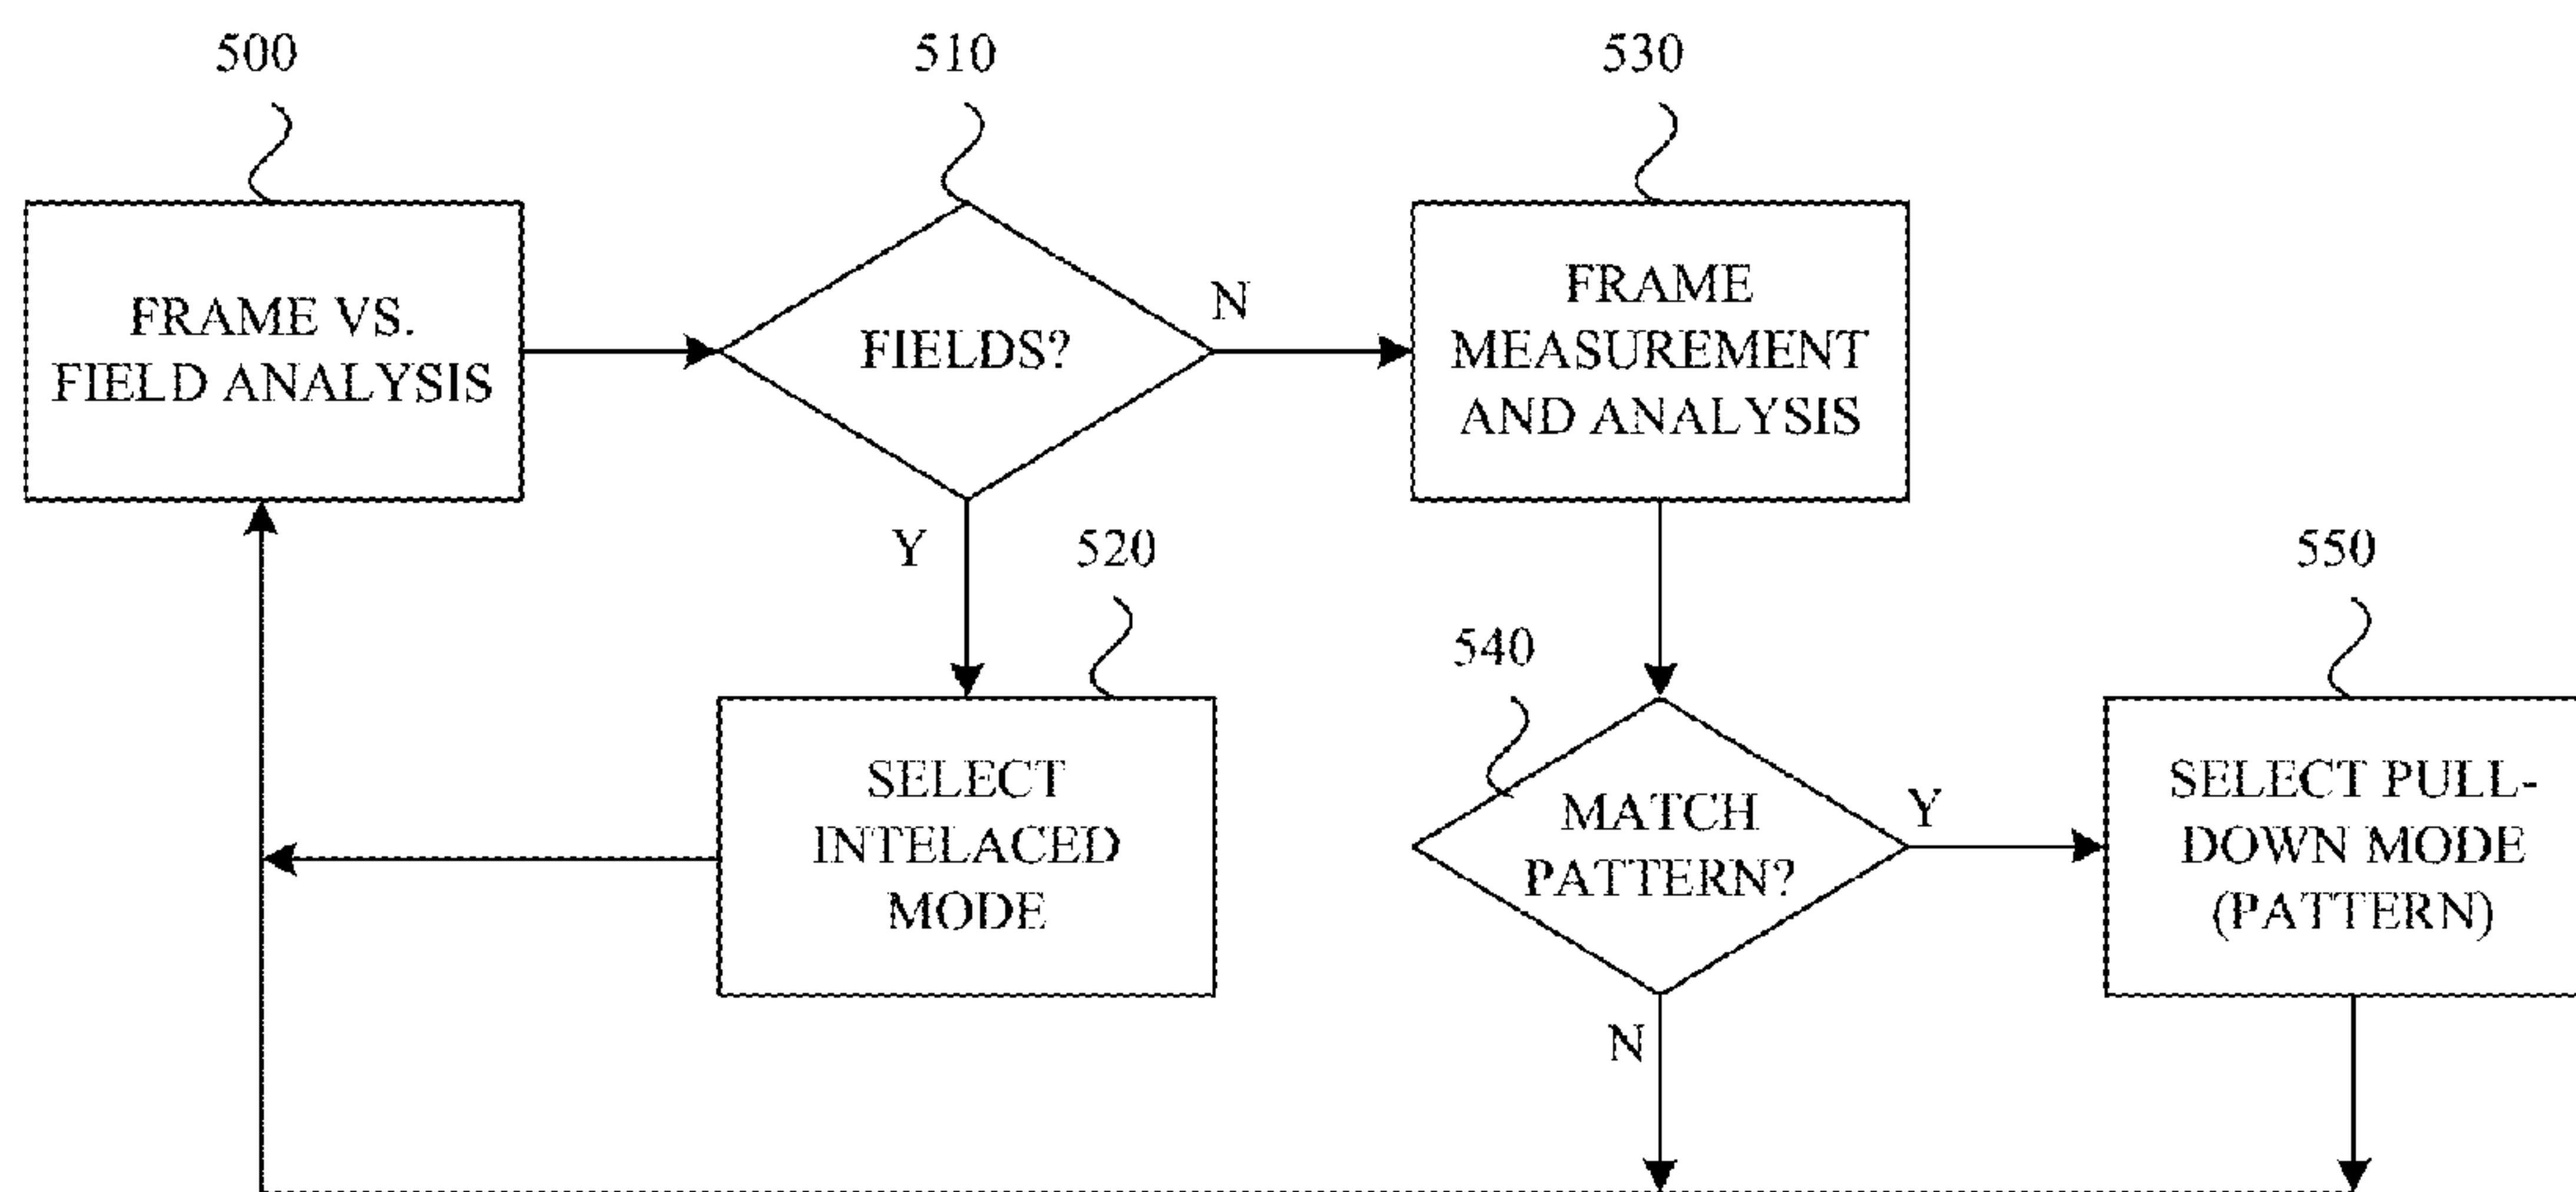 500
510
530
FRAME VS.
FIELD ANALYSIS
FIELDS?
N
FRAME
MEASUREMENT
AND ANALYSIS
Y
520
540
550
SELECT
INTELACED
MODE
MATCH
PATTERN?
Y
SELECT PULL-
DOWN MODE
(PATTERN)
N